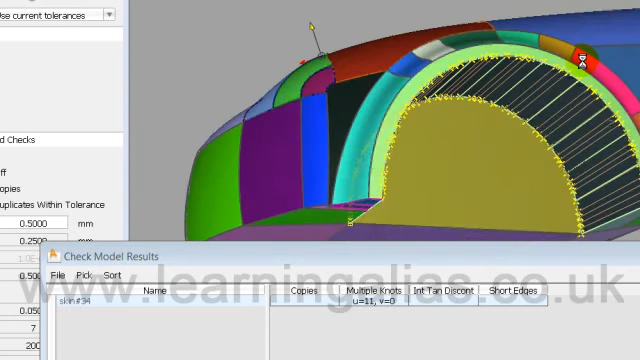 Use current tolerances
d Checks
ff
opies
uplicates Within Tolerance
0.5000 mm
0.2500 mm
Check Model Results
File Pick Sort
www.learningalias.co.uk
Name Copies Multiple Knots Int Tan Discont Short Edges
skin#34 u=11, v=0
0.500
0.050
7
200